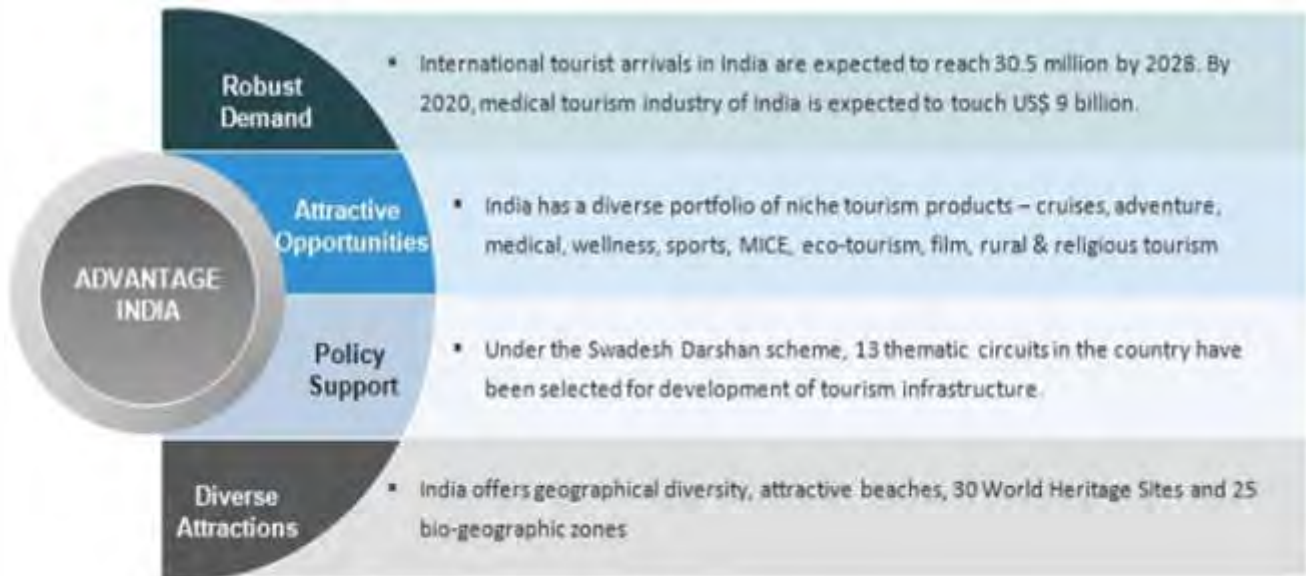 Robust
Demand
▪ International tourist arrivals in India are expected to reach 30.5 million by 2028. By
2020, medical tourism industry of India is expected to touch US$ 9 billion.
ADVANTAGE
INDIA
Attractive
Opportunities
▪ India has a diverse portfolio of niche tourism products – cruises, adventure,
medical, wellness, sports, MICE, eco-tourism, film, rural & religious tourism
Policy
Support
▪ Under the Swadesh Darshan scheme, 13 thematic circuits in the country have
been selected for development of tourism infrastructure.
Diverse
Attractions
▪ India offers geographical diversity, attractive beaches, 30 World Heritage Sites and 25
bio-geographic zones